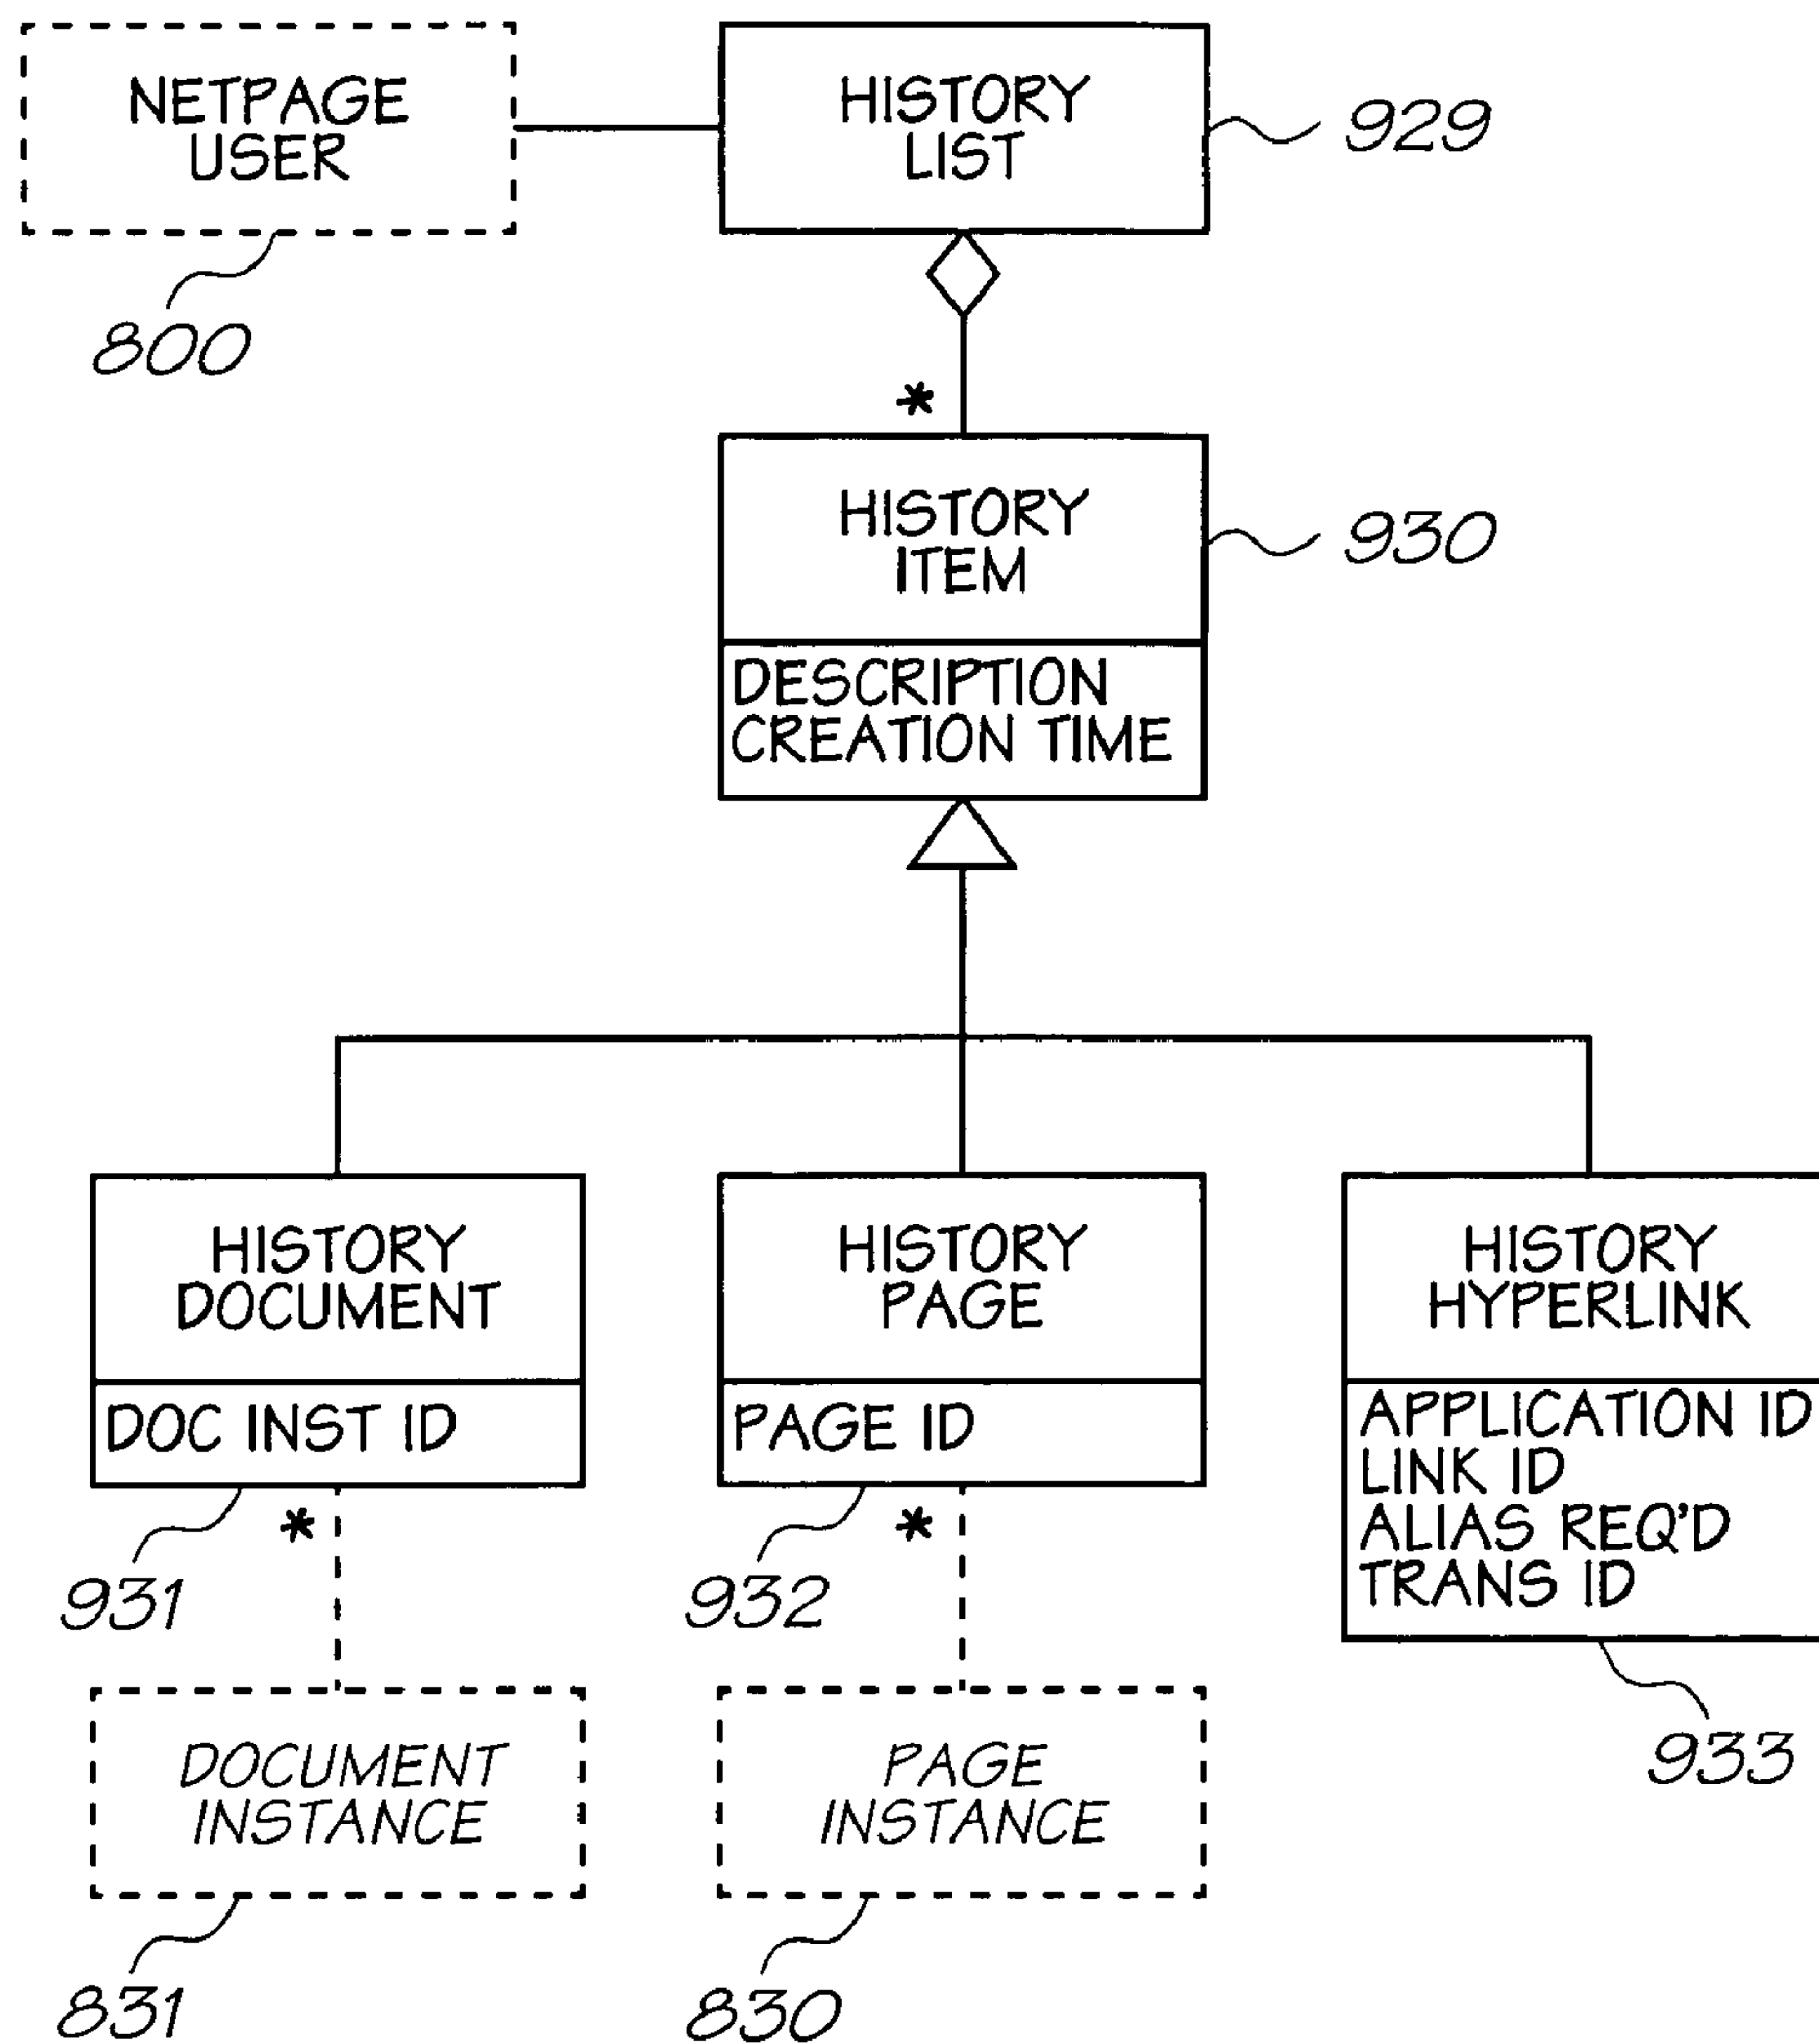 NETPAGE
USER
800
HISTORY
LIST
929
*
HISTORY
ITEM
930
DESCRIPTION
CREATION TIME
HISTORY
DOCUMENT
DOC INST ID
931
*
HISTORY
PAGE
PAGE ID
932
*
HISTORY
HYPERLINK
APPLICATION ID
LINK ID
ALIAS REQ'D
TRANS ID
933
DOCUMENT
INSTANCE
831
PAGE
INSTANCE
830